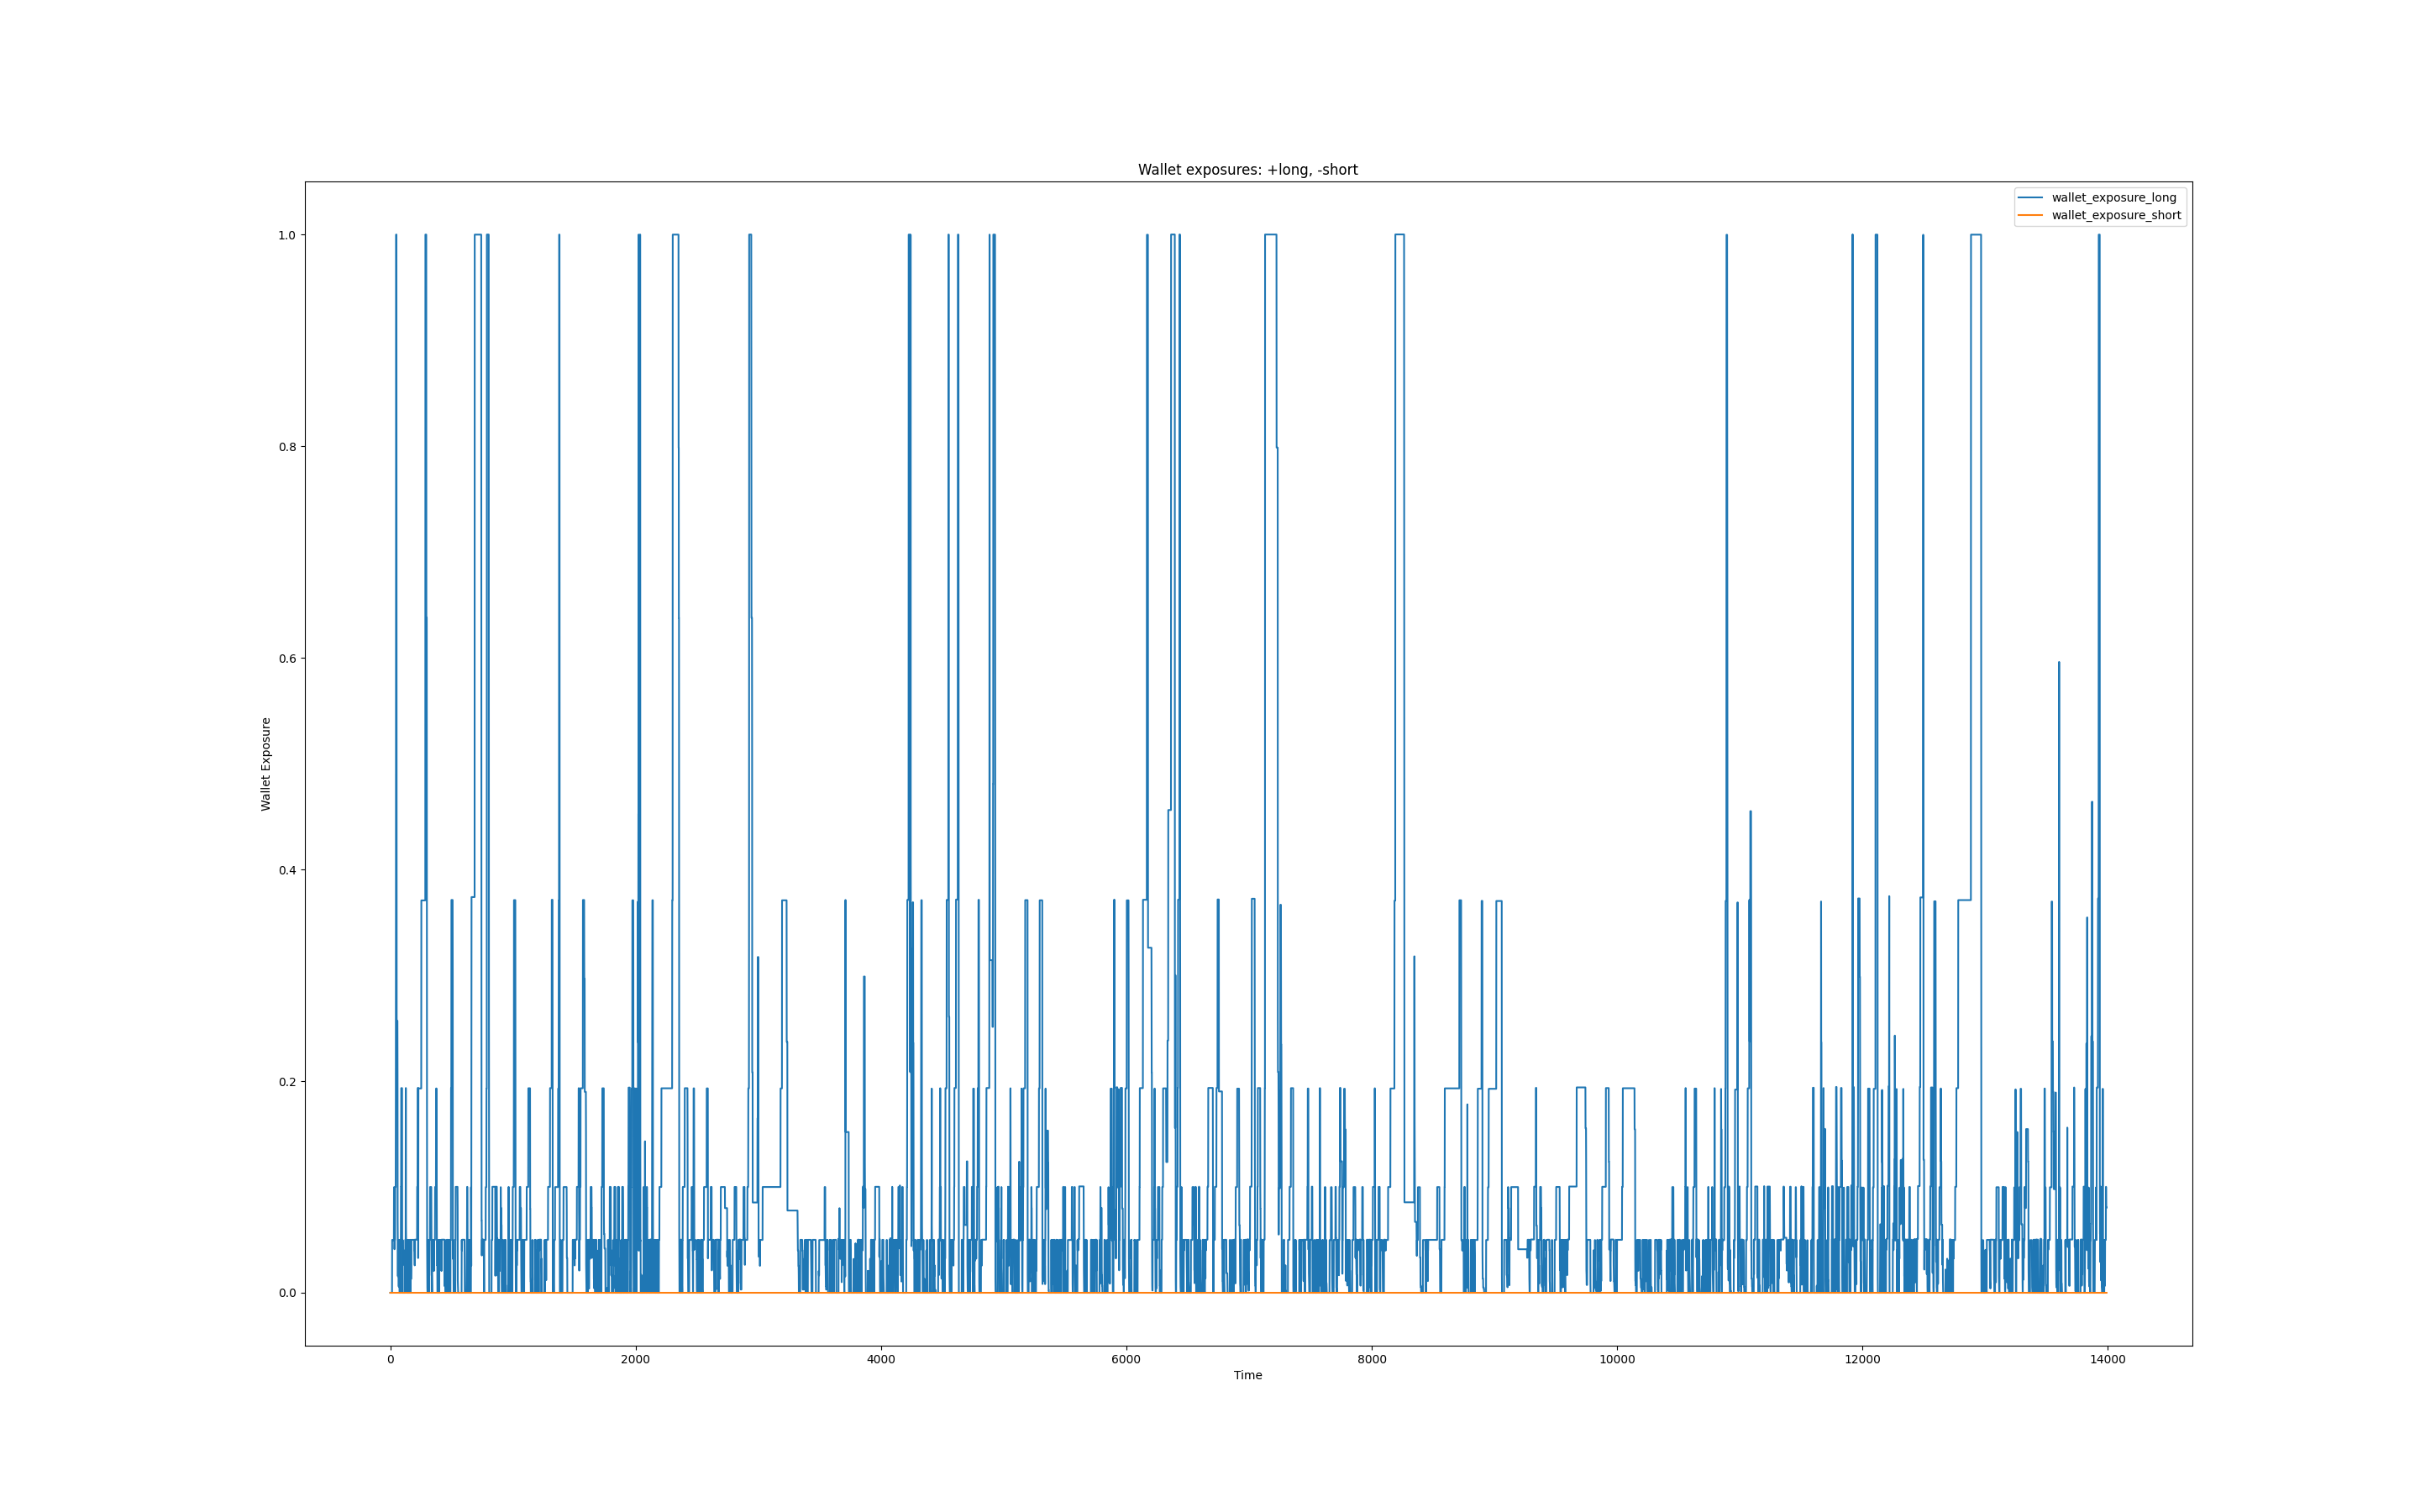 Wallet exposures: +long, -short
wallet_exposure_long
wallet_exposure_short
1.0
0.8
0.6
0.4
0.2
0.0
Wallet Exposure
0 2000 4000 6000 8000 10000 12000 14000
Time